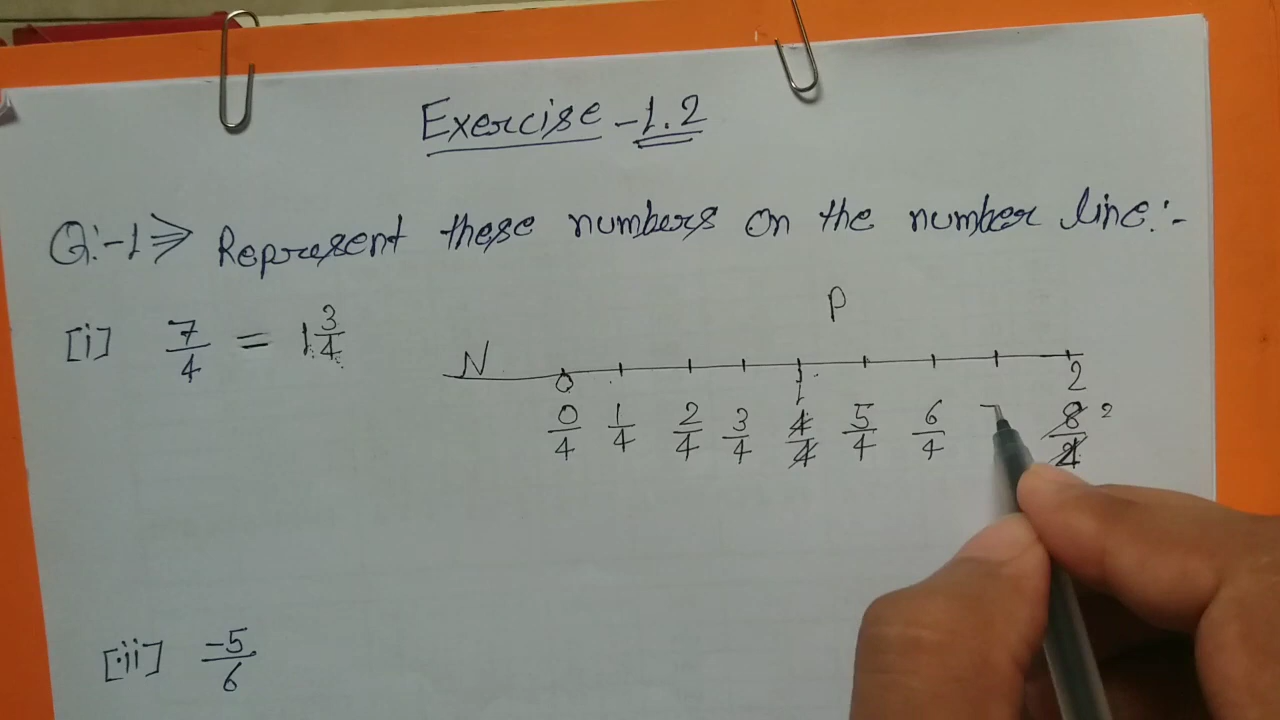 Exercise -1.2
Q:-1⇒ Represent these numbers on the number line:-
[i] 7/4 = 1 3/4
P
N
0 1 2
0/4 1/4 2/4 3/4 4/4 5/4 6/4 7 8/4 2
[ii] -5/6